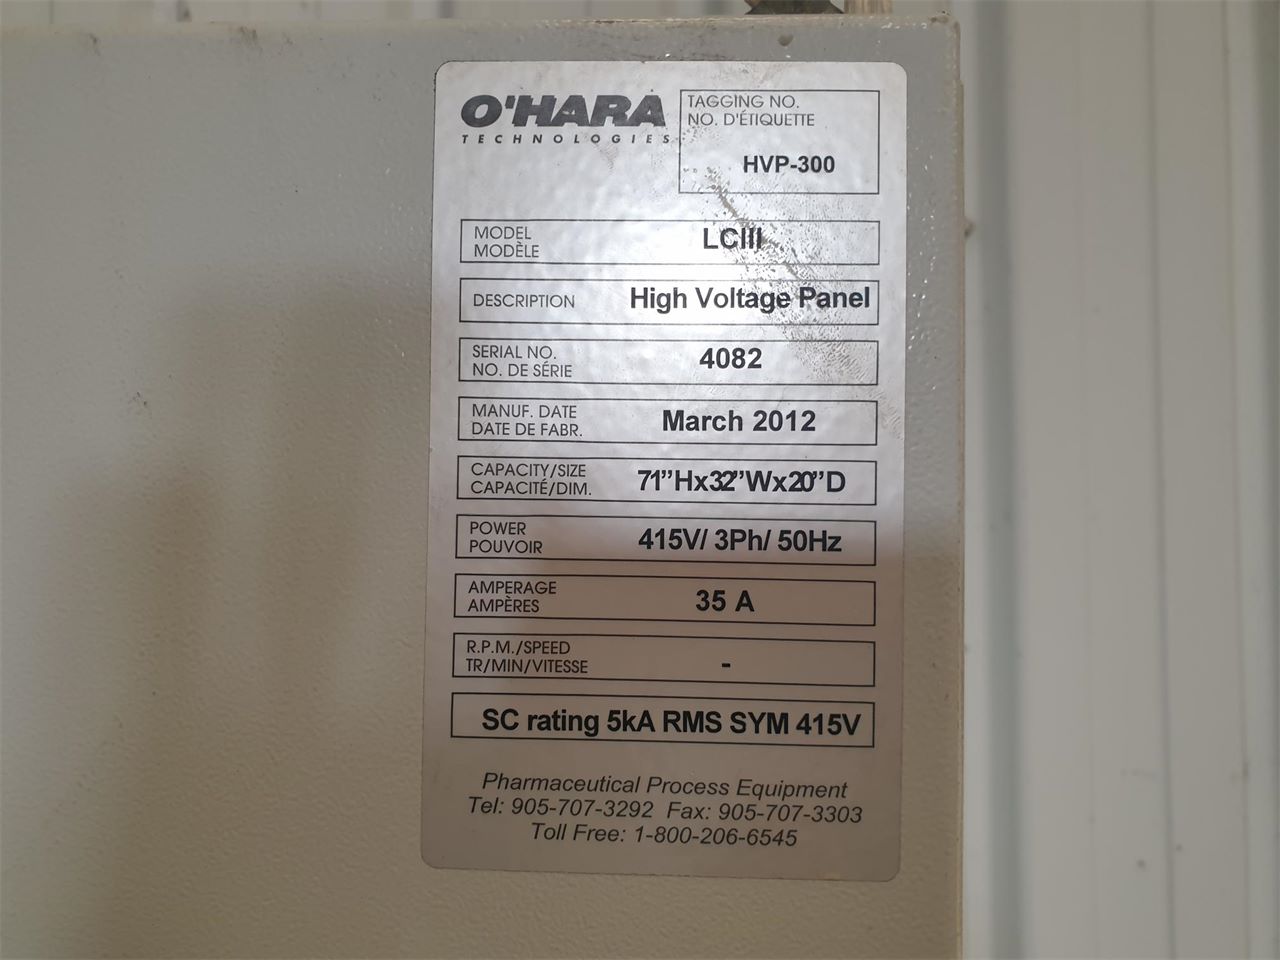 O'HARA
TECHNOLOGIES
TAGGING NO.
NO. D'ÉTIQUETTE
HVP-300
MODEL
MODÈLE
LCIII
DESCRIPTION
High Voltage Panel
SERIAL NO.
NO. DE SÉRIE
4082
MANUF. DATE
DATE DE FABR.
March 2012
CAPACITY/SIZE
CAPACITÉ/DIM.
71”Hx32”Wx20”D
POWER
POUVOIR
415V/ 3Ph/ 50Hz
AMPERAGE
AMPÈRES
35 A
R.P.M./SPEED
TR/MIN/VITESSE
-
SC rating 5kA RMS SYM 415V
Pharmaceutical Process Equipment
Tel: 905-707-3292 Fax: 905-707-3303
Toll Free: 1-800-206-6545